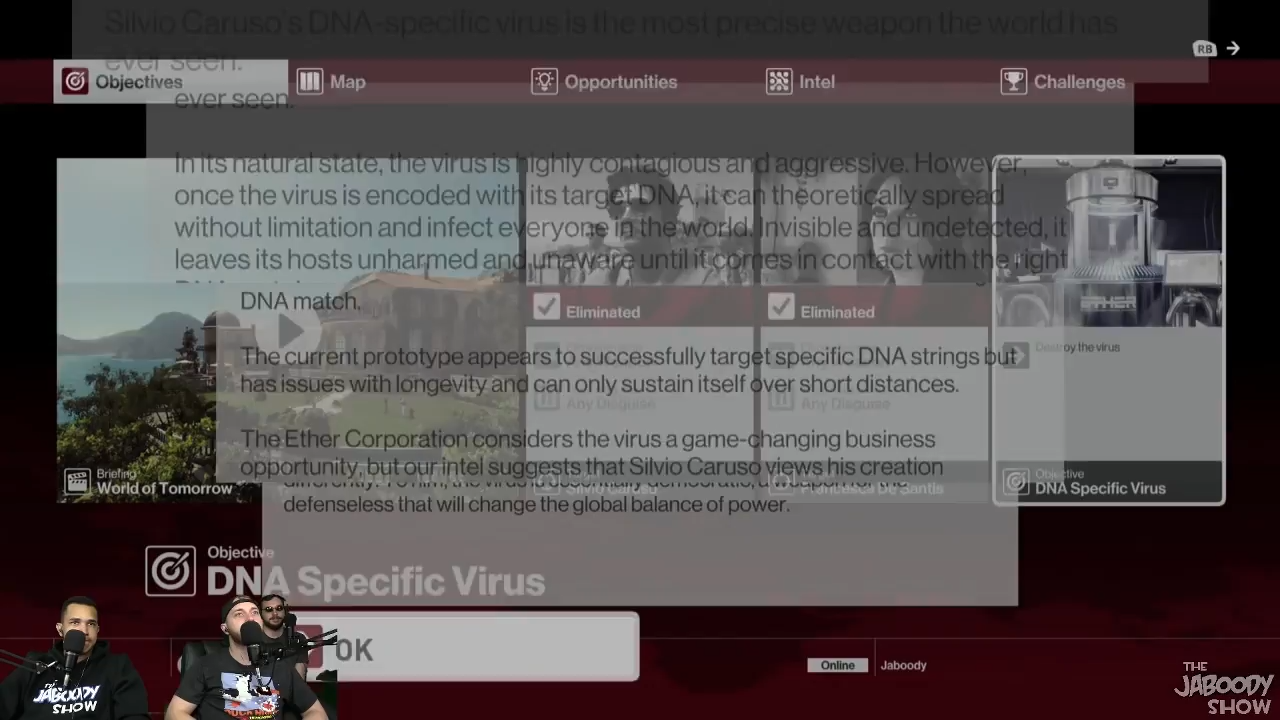 Silvio Caruso's DNA-specific virus is the most precise weapon the world has
ever seen.
RB
Objectives
Map
Opportunities
Intel
Challenges
ever seen.
In its natural state, the virus is highly contagious and aggressive. However,
once the virus is encoded with its target DNA, it can theoretically spread
without limitation and infect everyone in the world. Invisible and undetected, it
leaves its hosts unharmed and unaware until it comes in contact with the right
DNA match.
ETHER
Eliminated
Eliminated
Destroy the virus
The current prototype appears to successfully target specific DNA strings but
has issues with longevity and can only sustain itself over short distances.
Any Disguise
Any Disguise
The Ether Corporation considers the virus a game-changing business
opportunity, but our intel suggests that Silvio Caruso views his creation
defenseless that will change the global balance of power.
Briefing
World of Tomorrow
Silvio Caruso
Francesca De Santis
Objective
DNA Specific Virus
Objective
DNA Specific Virus
OK
Online
Jaboody
THE
JABOODY
SHOW
JABOODY
SHOW